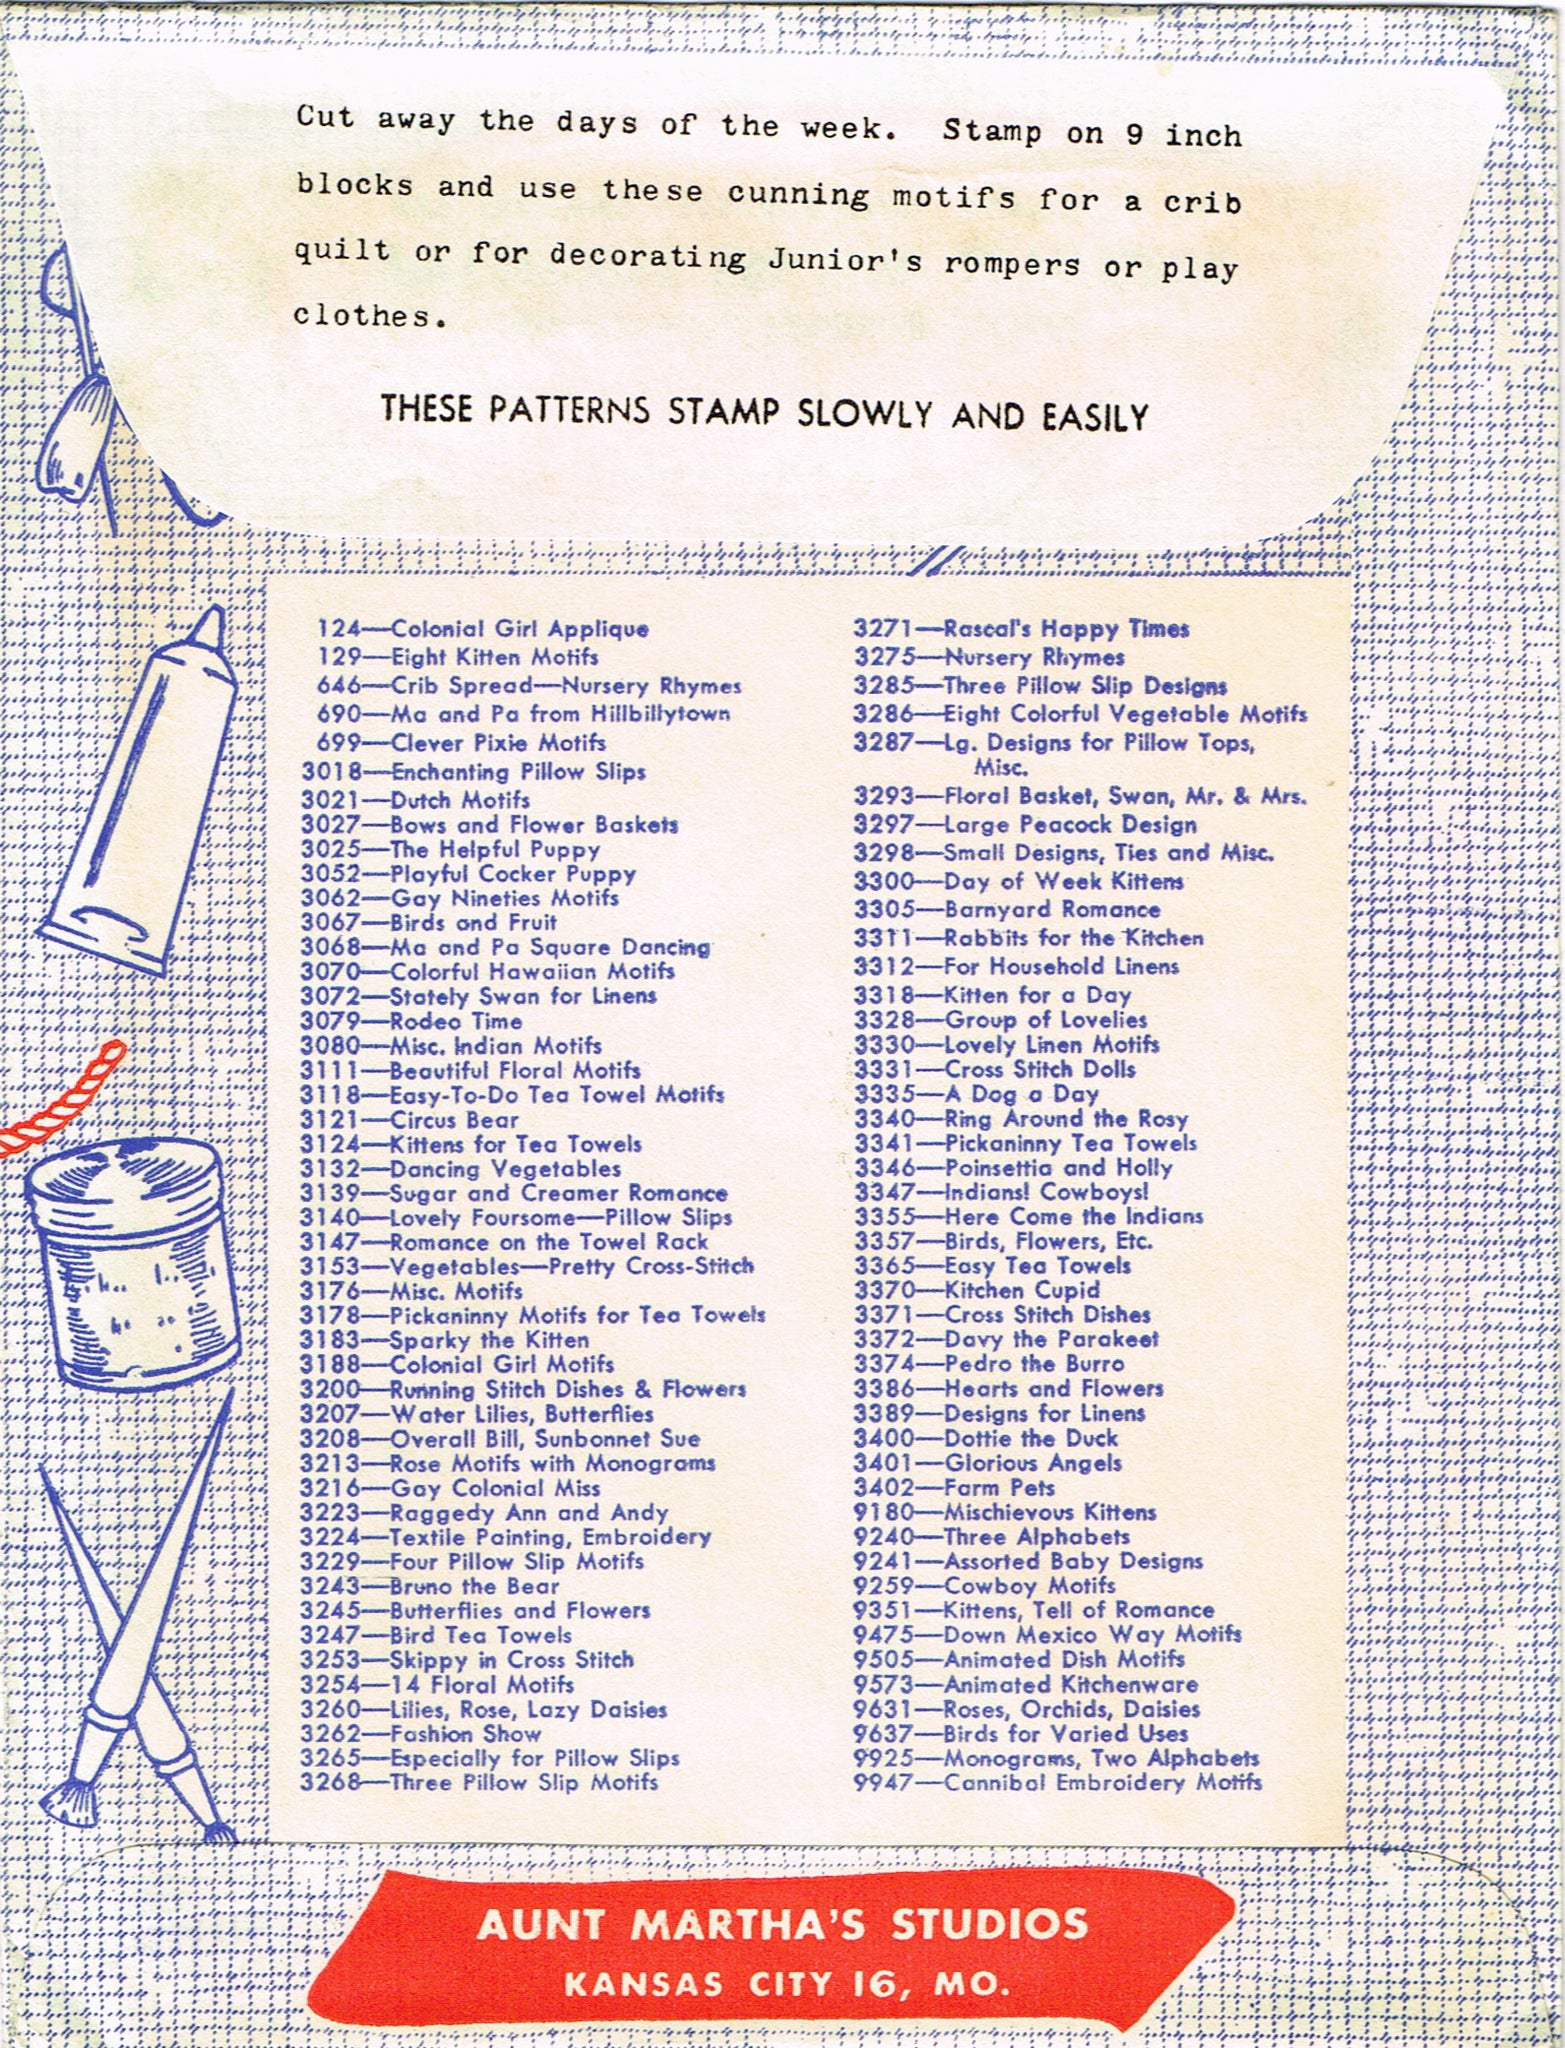 Cut away the days of the week.  Stamp on 9 inch
blocks and use these cunning motifs for a crib
quilt or for decorating Junior's rompers or play
clothes.
THESE PATTERNS STAMP SLOWLY AND EASILY
124—Colonial Girl Applique
129—Eight Kitten Motifs
646—Crib Spread—Nursery Rhymes
690—Ma and Pa from Hillbillytown
699—Clever Pixie Motifs
3018—Enchanting Pillow Slips
3021—Dutch Motifs
3027—Bows and Flower Baskets
3025—The Helpful Puppy
3052—Playful Cocker Puppy
3062—Gay Nineties Motifs
3067—Birds and Fruit
3068—Ma and Pa Square Dancing
3070—Colorful Hawaiian Motifs
3072—Stately Swan for Linens
3079—Rodeo Time
3080—Misc. Indian Motifs
3111—Beautiful Floral Motifs
3118—Easy-To-Do Tea Towel Motifs
3121—Circus Bear
3124—Kittens for Tea Towels
3132—Dancing Vegetables
3139—Sugar and Creamer Romance
3140—Lovely Foursome—Pillow Slips
3147—Romance on the Towel Rack
3153—Vegetables—Pretty Cross-Stitch
3176—Misc. Motifs
3178—Pickaninny Motifs for Tea Towels
3183—Sparky the Kitten
3188—Colonial Girl Motifs
3200—Running Stitch Dishes & Flowers
3207—Water Lilies, Butterflies
3208—Overall Bill, Sunbonnet Sue
3213—Rose Motifs with Monograms
3216—Gay Colonial Miss
3223—Raggedy Ann and Andy
3224—Textile Painting, Embroidery
3229—Four Pillow Slip Motifs
3243—Bruno the Bear
3245—Butterflies and Flowers
3247—Bird Tea Towels
3253—Skippy in Cross Stitch
3254—14 Floral Motifs
3260—Lilies, Rose, Lazy Daisies
3262—Fashion Show
3265—Especially for Pillow Slips
3268—Three Pillow Slip Motifs
3271—Rascal's Happy Times
3275—Nursery Rhymes
3285—Three Pillow Slip Designs
3286—Eight Colorful Vegetable Motifs
3287—Lg. Designs for Pillow Tops,
Misc.
3293—Floral Basket, Swan, Mr. & Mrs.
3297—Large Peacock Design
3298—Small Designs, Ties and Misc.
3300—Day of Week Kittens
3305—Barnyard Romance
3311—Rabbits for the Kitchen
3312—For Household Linens
3318—Kitten for a Day
3328—Group of Lovelies
3330—Lovely Linen Motifs
3331—Cross Stitch Dolls
3335—A Dog a Day
3340—Ring Around the Rosy
3341—Pickaninny Tea Towels
3346—Poinsettia and Holly
3347—Indians! Cowboys!
3355—Here Come the Indians
3357—Birds, Flowers, Etc.
3365—Easy Tea Towels
3370—Kitchen Cupid
3371—Cross Stitch Dishes
3372—Davy the Parakeet
3374—Pedro the Burro
3386—Hearts and Flowers
3389—Designs for Linens
3400—Dottie the Duck
3401—Glorious Angels
3402—Farm Pets
9180—Mischievous Kittens
9240—Three Alphabets
9241—Assorted Baby Designs
9259—Cowboy Motifs
9351—Kittens, Tell of Romance
9475—Down Mexico Way Motifs
9505—Animated Dish Motifs
9573—Animated Kitchenware
9631—Roses, Orchids, Daisies
9637—Birds for Varied Uses
9925—Monograms, Two Alphabets
9947—Cannibal Embroidery Motifs
AUNT MARTHA'S STUDIOS
KANSAS CITY 16, MO.